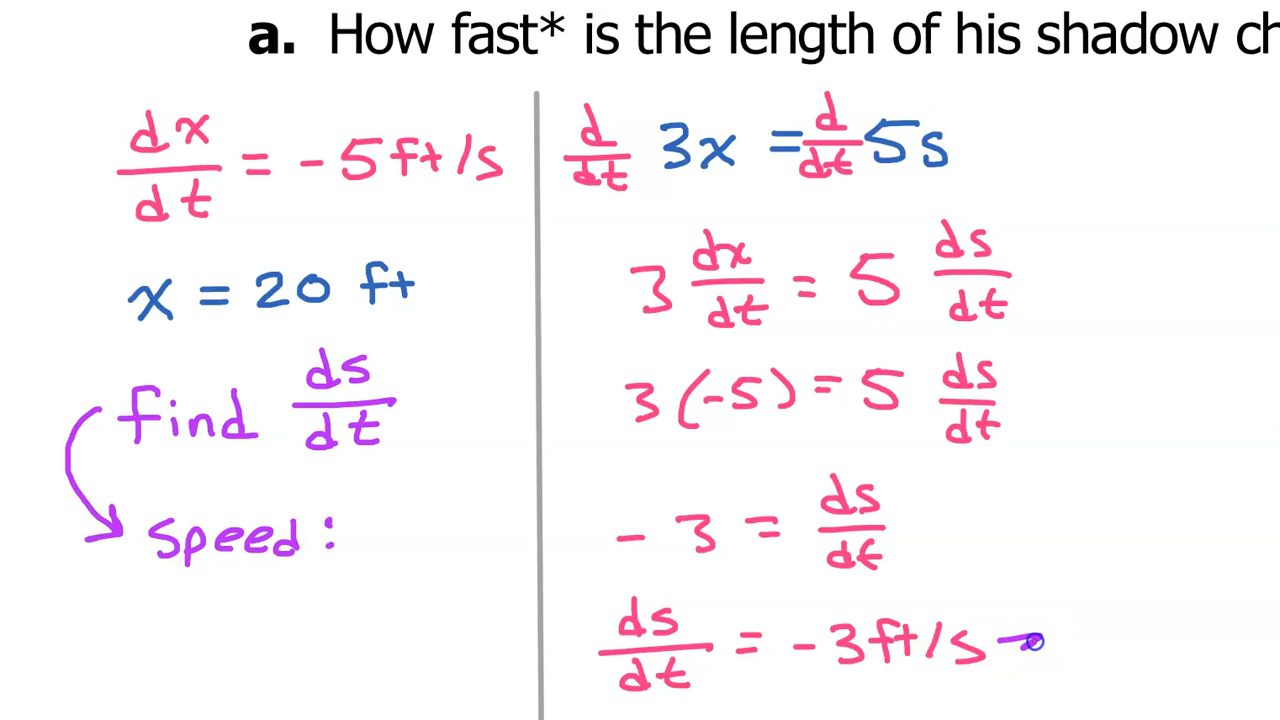 a. How fast* is the length of his shadow ch
dx/dt = -5 ft/s
x = 20 ft
find ds/dt
speed:
d/dt 3x = d/dt 5s
3 dx/dt = 5 ds/dt
3 (-5) = 5 ds/dt
-3 = ds/dt
ds/dt = -3 ft/s